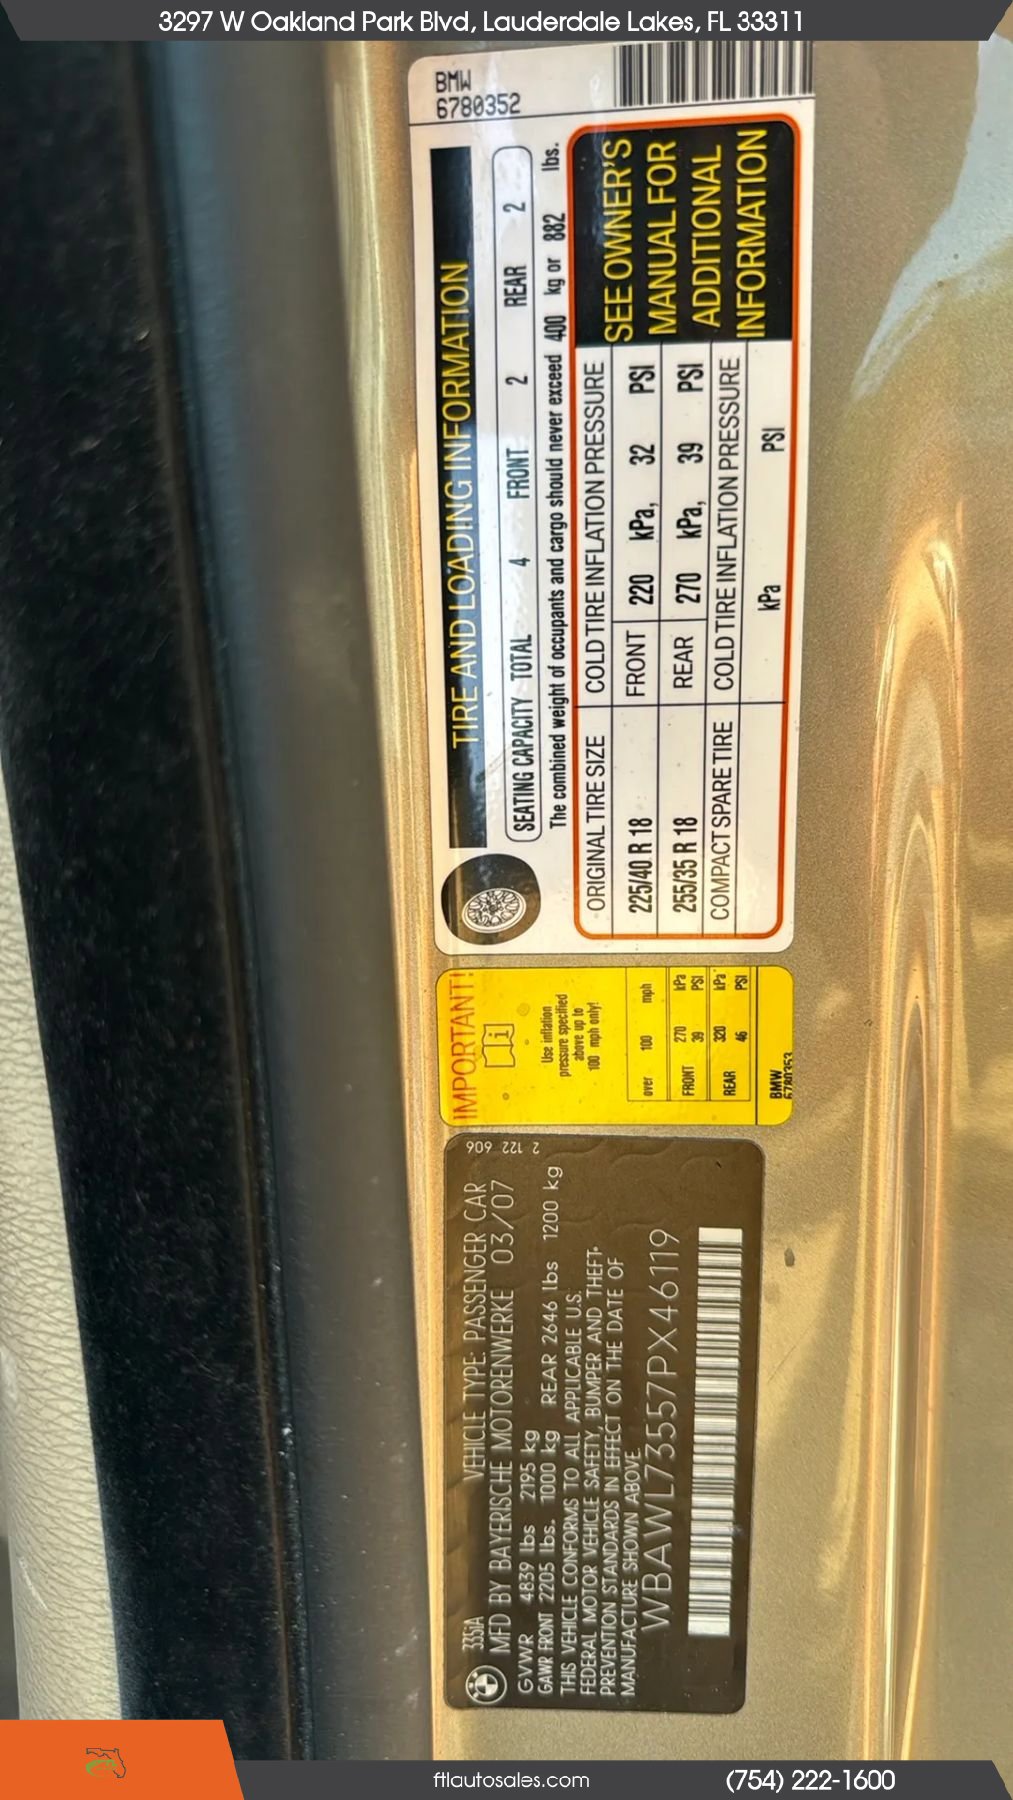 3297 W Oakland Park Blvd, Lauderdale Lakes, FL 33311
BMW
6780352
TIRE AND LOADING INFORMATION
SEATING CAPACITY TOTAL 4 FRONT 2 REAR 2
The combined weight of occupants and cargo should never exceed 400 kg or 882 lbs.
ORIGINAL TIRE SIZE COLD TIRE INFLATION PRESSURE
225/40 R 18 FRONT 220 kPa, 32 PSI
255/35 R 18 REAR 270 kPa, 39 PSI
COMPACT SPARE TIRE COLD TIRE INFLATION PRESSURE
kPa PSI
SEE OWNER'S
MANUAL FOR
ADDITIONAL
INFORMATION
IMPORTANT!
Use inflation
pressure specified
above up to
100 mph only!
over 100 mph
FRONT 270 kPa
39 PSI
REAR 320 kPa
46 PSI
BMW
6780353
335iA VEHICLE TYPE: PASSENGER CAR
MFD BY BAYERISCHE MOTORENWERKE 03/07
GVWR 4839 lbs 2195 kg
GAWR FRONT 2205 lbs. 1000 kg REAR 2646 lbs 1200 kg
THIS VEHICLE CONFORMS TO ALL APPLICABLE U.S.
FEDERAL MOTOR VEHICLE SAFETY, BUMPER AND THEFT-
PREVENTION STANDARDS IN EFFECT ON THE DATE OF
MANUFACTURE SHOWN ABOVE
WBAWL73557PX46119
2 122 606
ftlautosales.com
(754) 222-1600